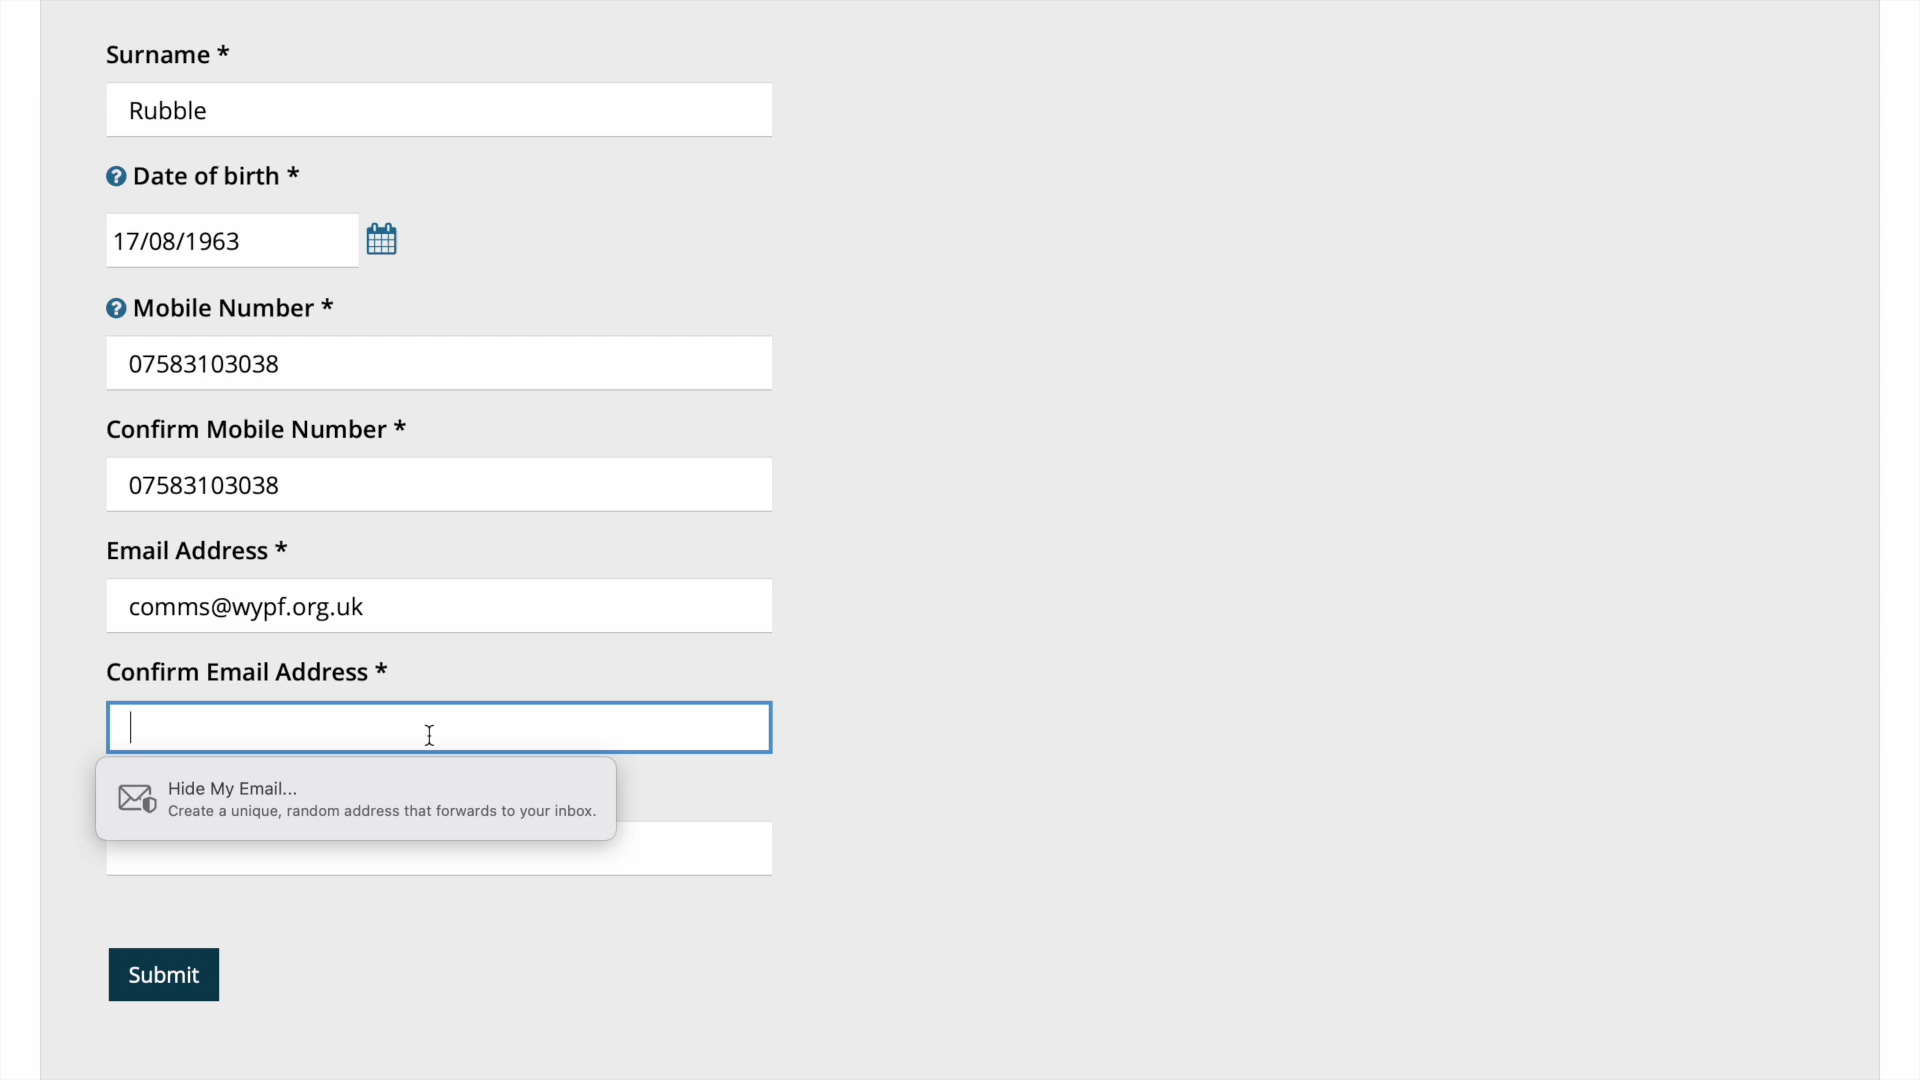 Surname *
Rubble
Date of birth *
17/08/1963
Mobile Number *
07583103038
Confirm Mobile Number *
07583103038
Email Address *
comms@wypf.org.uk
Confirm Email Address *
Hide My Email...
Create a unique, random address that forwards to your inbox.
Submit